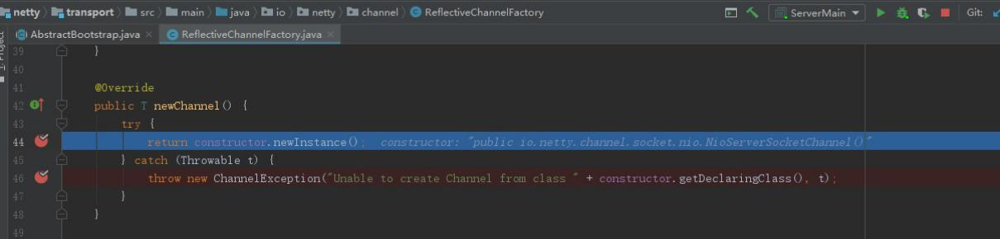 netty transport src main java io netty channel ReflectiveChannelFactory ServerMain Git:
AbstractBootstrap.java × ReflectiveChannelFactory.java ×
1: Project
39 }
40
41 @Override
42 public T newChannel() {
43 try {
44 return constructor.newInstance(); constructor: "public io.netty.channel.socket.nio.NioServerSocketChannel()"
45 } catch (Throwable t) {
46 throw new ChannelException("Unable to create Channel from class " + constructor.getDeclaringClass(), t);
47 }
48 }
49